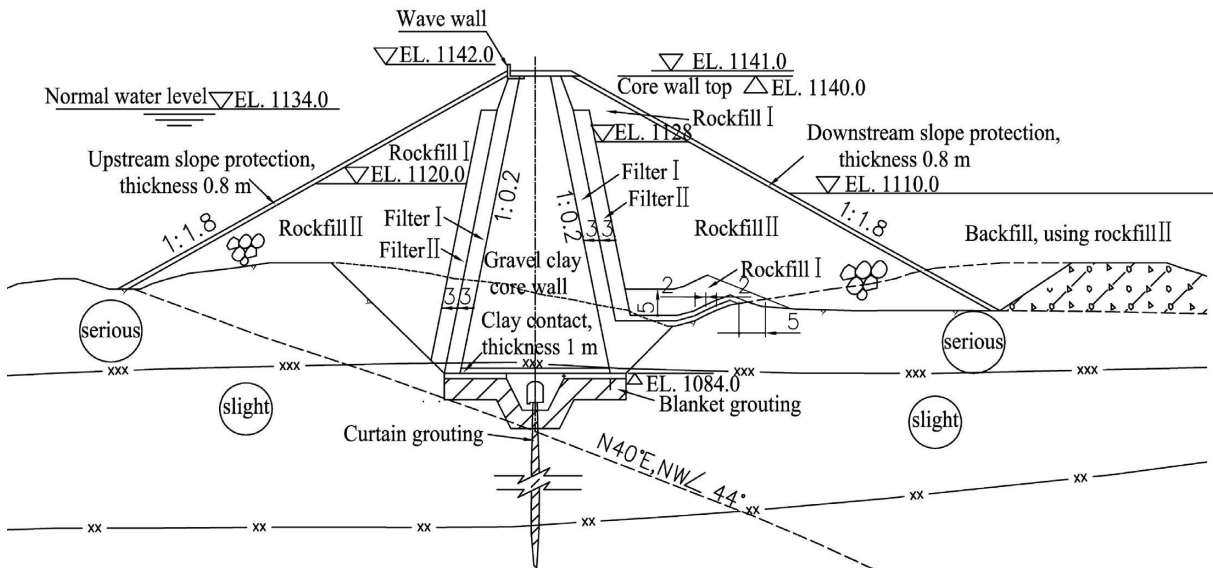 Wave wall
EL. 1142.0
EL. 1141.0
Core wall top
EL. 1140.0
Normal water level
EL. 1134.0
Rockfill I
EL. 1128
Downstream slope protection,
thickness 0.8 m
Upstream slope protection,
thickness 0.8 m
Rockfill I
EL. 1120.0
EL. 1110.0
1:0.2
1:0.2
Filter I
Filter II
1:1.8
1:1.8
Rockfill II
Filter I
Filter II
3 3
Rockfill II
Backfill, using rockfill II
Gravel clay
core wall
Rockfill I
2
2
5
5
3 3
Clay contact,
thickness 1 m
serious
serious
xxx
xxx
xxx
xxx
xxx
xxx
xxx
EL. 1084.0
Blanket grouting
slight
slight
Curtain grouting
N40°E,NW∠ 44°
xx
xx
xx
xx
xx
xx
xx